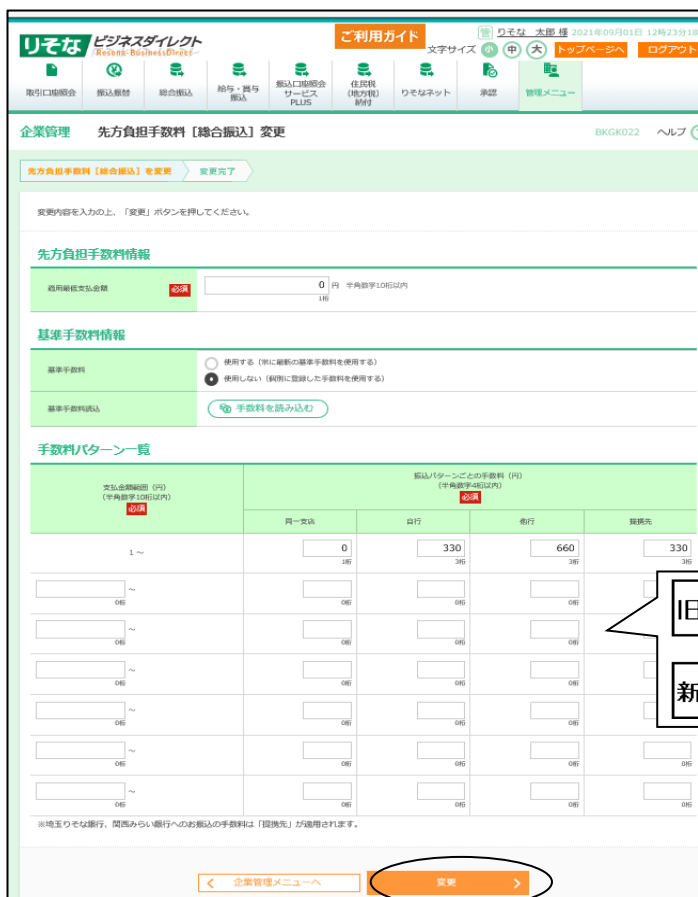 りそな ビジネスダイレクト
Resona Business Direct
ご利用ガイド
管 りそな 太郎 様 2021年09月01日 12時23分18
文字サイズ 小 中 大 トップページへ ログアウト
取引口座照会 振込振替 総合振込 給与・賞与振込 振込口座照会サービスPLUS 住民税(地方税)納付 りそなネット 承認 管理メニュー
企業管理 先方負担手数料［総合振込］変更 BKGK022 ヘルプ
先方負担手数料［総合振込］を変更 変更完了
変更内容を入力の上、「変更」ボタンを押してください。
先方負担手数料情報
適用最低支払金額 必須 0 円 半角数字10桁以内
1桁
基準手数料情報
基準手数料
使用する（常に最新の基準手数料を使用する）
使用しない（個別に登録した手数料を使用する）
基準手数料読込 手数料を読み込む
手数料パターン一覧
支払金額範囲（円）
（半角数字10桁以内）
必須
振込パターンごとの手数料（円）
（半角数字4桁以内）
必須
同一支店 自行 他行 提携先
1 ～ 0 330 660 330
1桁 3桁 3桁 3桁
～
0桁 0桁 0桁 0桁
旧
～
0桁 0桁 0桁
～
0桁 0桁 0桁
新
～
0桁 0桁 0桁
～
0桁 0桁 0桁 0桁
～
0桁 0桁 0桁 0桁
※埼玉りそな銀行、関西みらい銀行へのお振込の手数料は「提携先」が適用されます。
企業管理メニューへ 変更